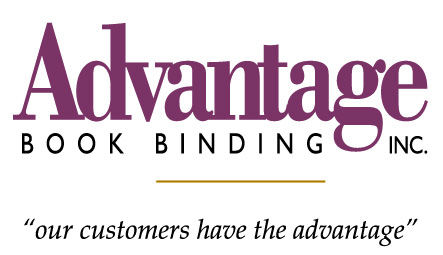 Advantage
BOOK BINDING INC.
“our customers have the advantage”